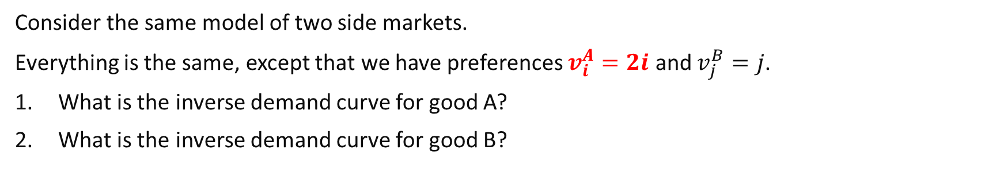 Consider the same model of two side markets.
Everything is the same, except that we have preferences $v_i^A = 2i$ and $v_j^B = j$.
1. What is the inverse demand curve for good A?
2. What is the inverse demand curve for good B?